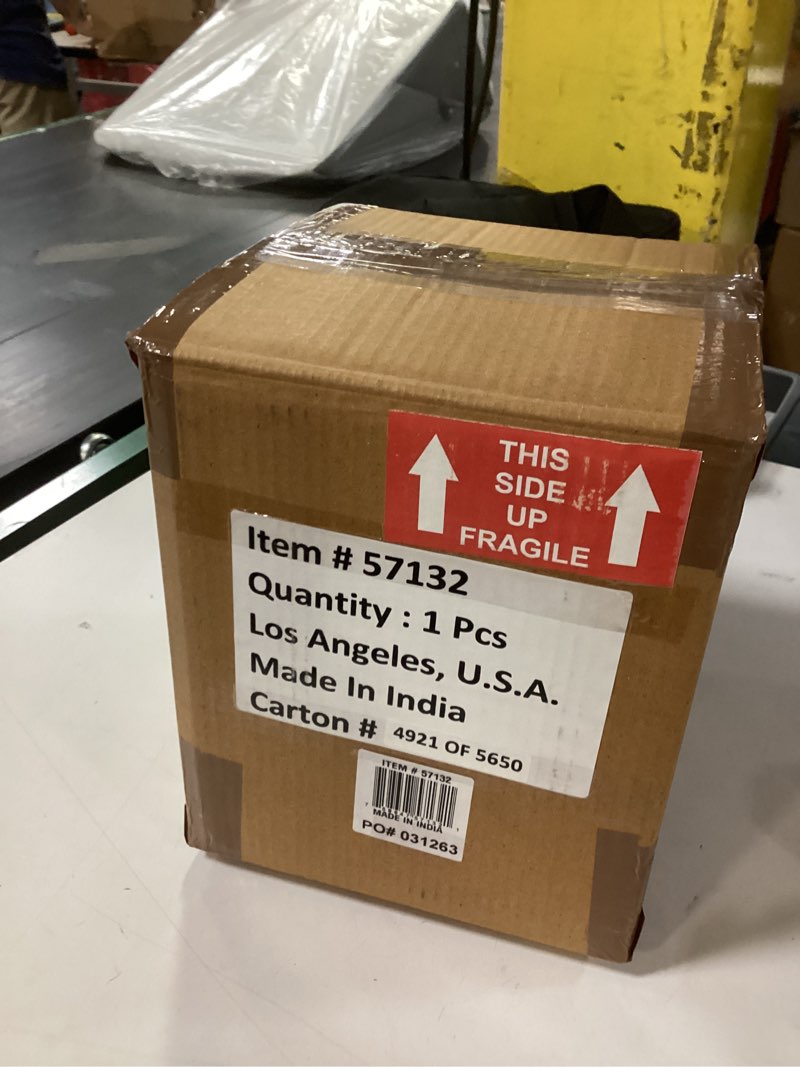 THIS
SIDE
UP
FRAGILE
Item # 57132
Quantity : 1 Pcs
Los Angeles, U.S.A.
Made In India
Carton # 4921 OF 5650
ITEM # 57132
MADE IN INDIA
PO# 031263